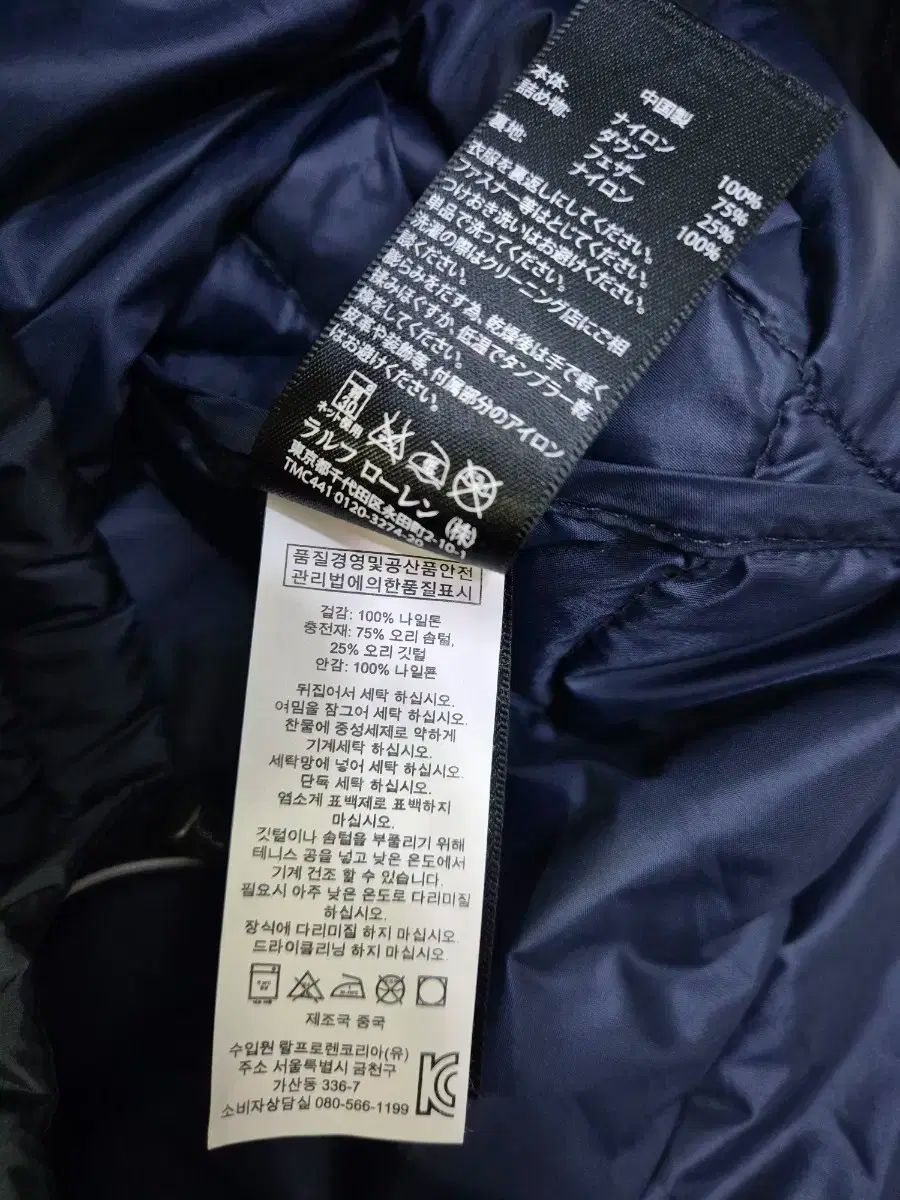 中国製
本体: ナイロン 100%
詰め物: ダウン 75%
フェザー 25%
裏地: ナイロン 100%
衣服を裏返しにしてください。
ファスナー等はとじてください。
つけおき洗いはお避けください。
単品で洗ってください。
洗濯の際はクリーニング店にご相
談ください。
膨らみをだす為、乾燥後は手で軽く
揉みほぐすか、低温でタンブラー乾
燥をしてください。
皮革や装飾等、付属部分のアイロン
はお避けください。
ネット使用
ラルフ ローレン (株)
東京都千代田区永田町2-10-1
TMC441 0120-3274-20
품질경영및공산품안전
관리법에의한품질표시
겉감: 100% 나일론
충전재: 75% 오리 솜털,
25% 오리 깃털
안감: 100% 나일론
뒤집어서 세탁 하십시오.
여밈을 잠그어 세탁 하십시오.
찬물에 중성세제로 약하게
기계세탁 하십시오.
세탁망에 넣어 세탁 하십시오.
단독 세탁 하십시오.
염소게 표백제로 표백하지
마십시오.
깃털이나 솜털을 부풀리기 위해
테니스 공을 넣고 낮은 온도에서
기계 건조 할 수 있습니다.
필요시 아주 낮은 온도로 다리미질
하십시오.
장식에 다리미질 하지 마십시오.
드라이클리닝 하지 마십시오.
제조국 중국
수입원 랄프로렌코리아(유)
주소 서울특별시 금천구
가산동 336-7
소비자상담실 080-566-1199